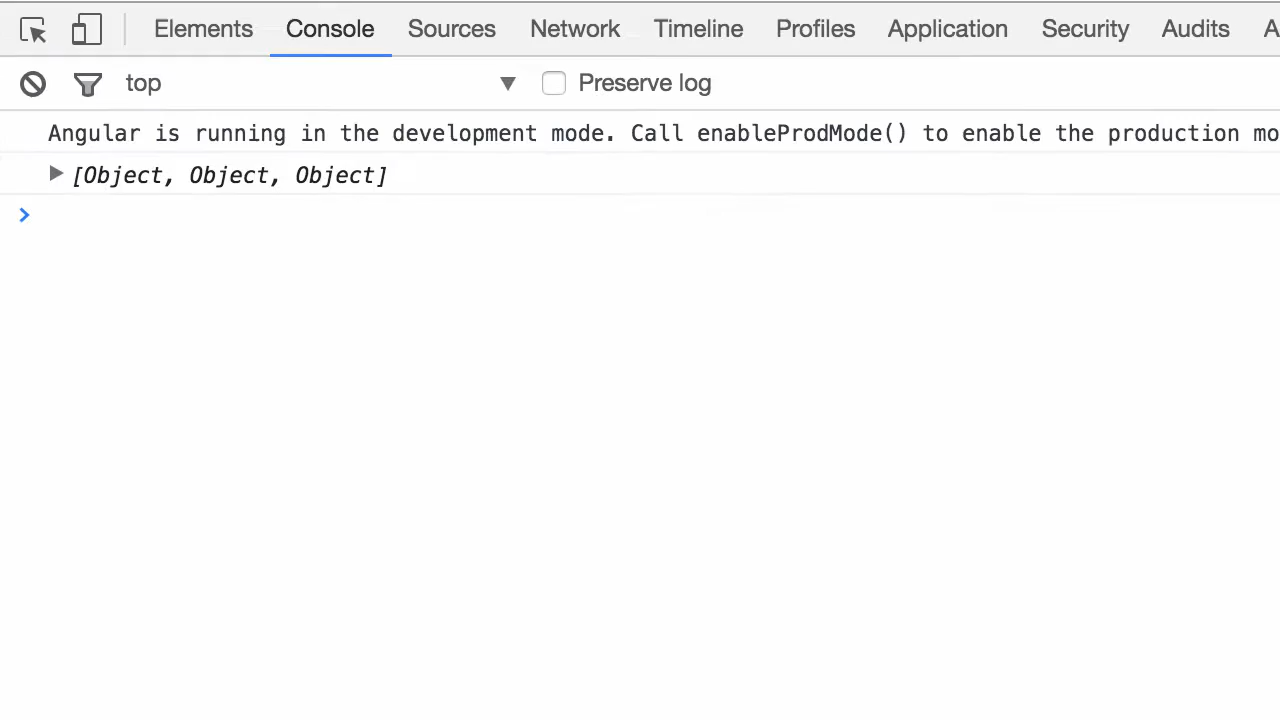 Elements Console Sources Network Timeline Profiles Application Security Audits A
top Preserve log
Angular is running in the development mode. Call enableProdMode() to enable the production mo
[Object, Object, Object]